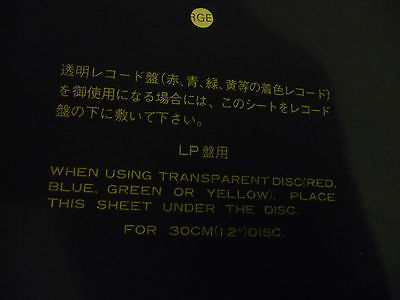 RGE
透明レコード盤(赤、青、緑、黄等の着色レコード)
を御使用になる場合には、このシートをレコード
盤の下に敷いて下さい。
LP盤用
WHEN USING TRANSPARENT DISC(RED,
BLUE, GREEN OR YELLOW), PLACE
THIS SHEET UNDER THE DISC.
FOR 30CM(12")DISC.